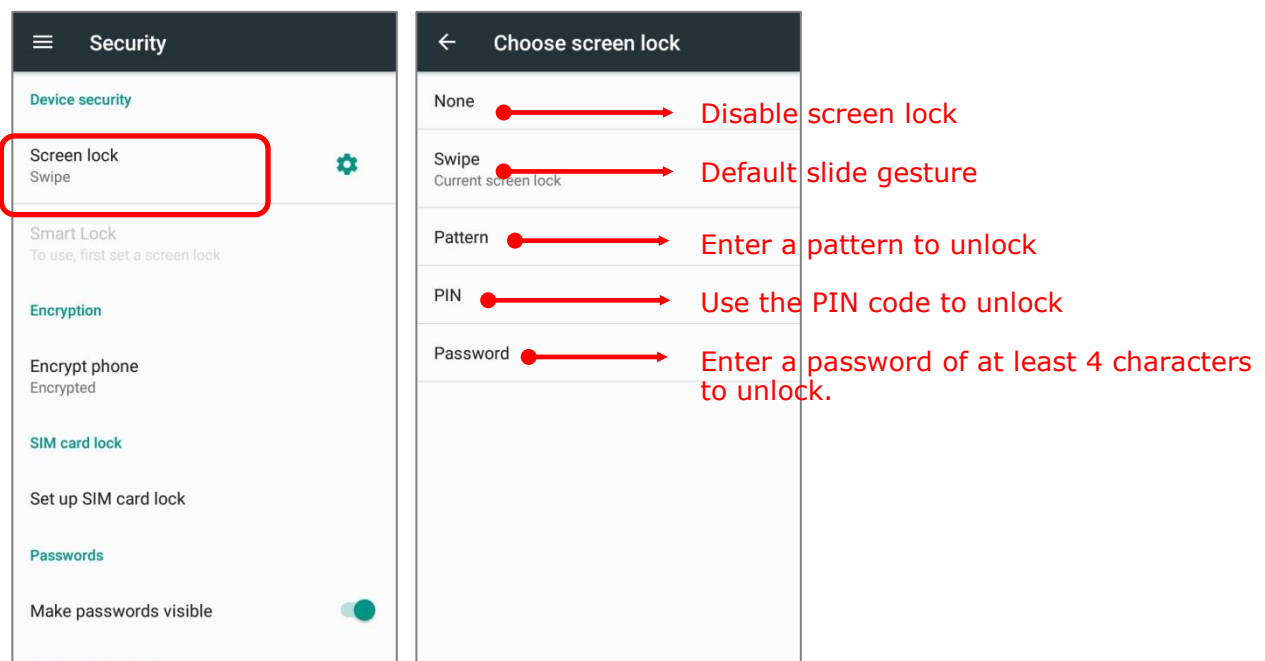 Security
Device security
Screen lock
Swipe
Smart Lock
To use, first set a screen lock
Encryption
Encrypt phone
Encrypted
SIM card lock
Set up SIM card lock
Passwords
Make passwords visible
Choose screen lock
None
Disable screen lock
Swipe
Current screen lock
Default slide gesture
Pattern
Enter a pattern to unlock
PIN
Use the PIN code to unlock
Password
Enter a password of at least 4 characters
to unlock.